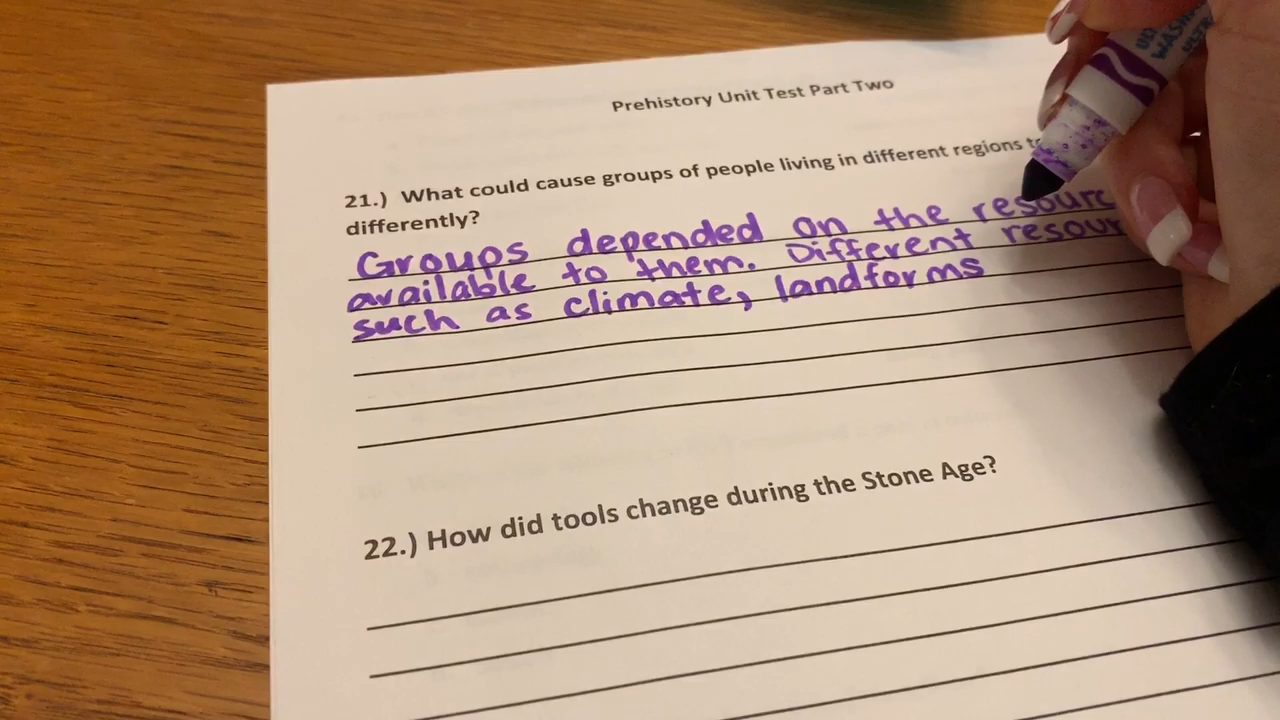 Prehistory Unit Test Part Two
21.) What could cause groups of people living in different regions
differently?
Groups depended on the
available to them. Different
such as climate, landforms
22.) How did tools change during the Stone Age?